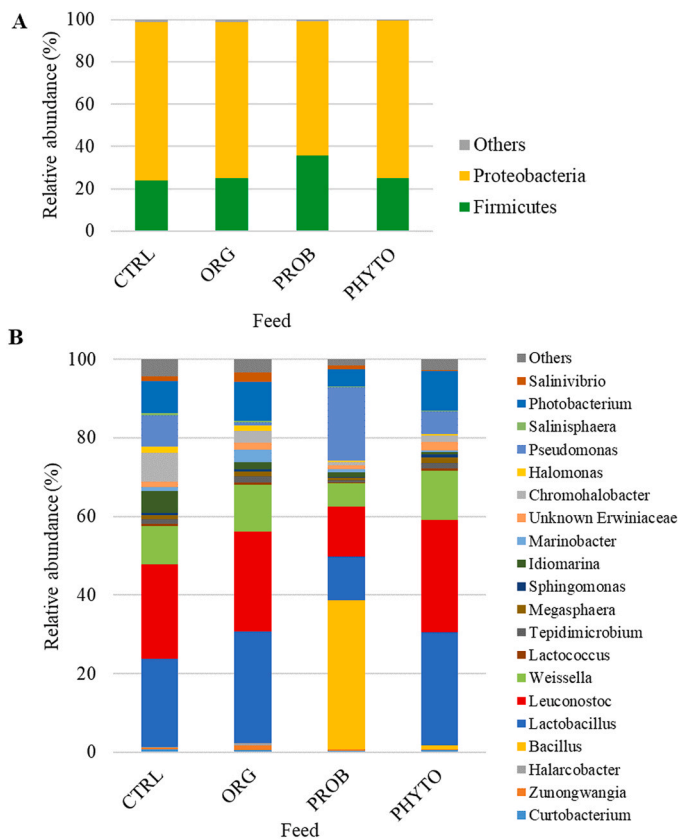 A
Relative abundance (%)
100
80
60
40
20
0
CTRL
ORG
PROB
PHYTO
Feed
Others
Proteobacteria
Firmicutes
B
Relative abundance (%)
100
80
60
40
20
0
CTRL
ORG
PROB
PHYTO
Feed
Others
Salinivibrio
Photobacterium
Salinisphaera
Pseudomonas
Halomonas
Chromohalobacter
Unknown Erwiniaceae
Marinobacter
Idiomarina
Sphingomonas
Megasphaera
Tepidimicrobium
Lactococcus
Weissella
Leuconostoc
Lactobacillus
Bacillus
Halarcobacter
Zunongwangia
Curtobacterium